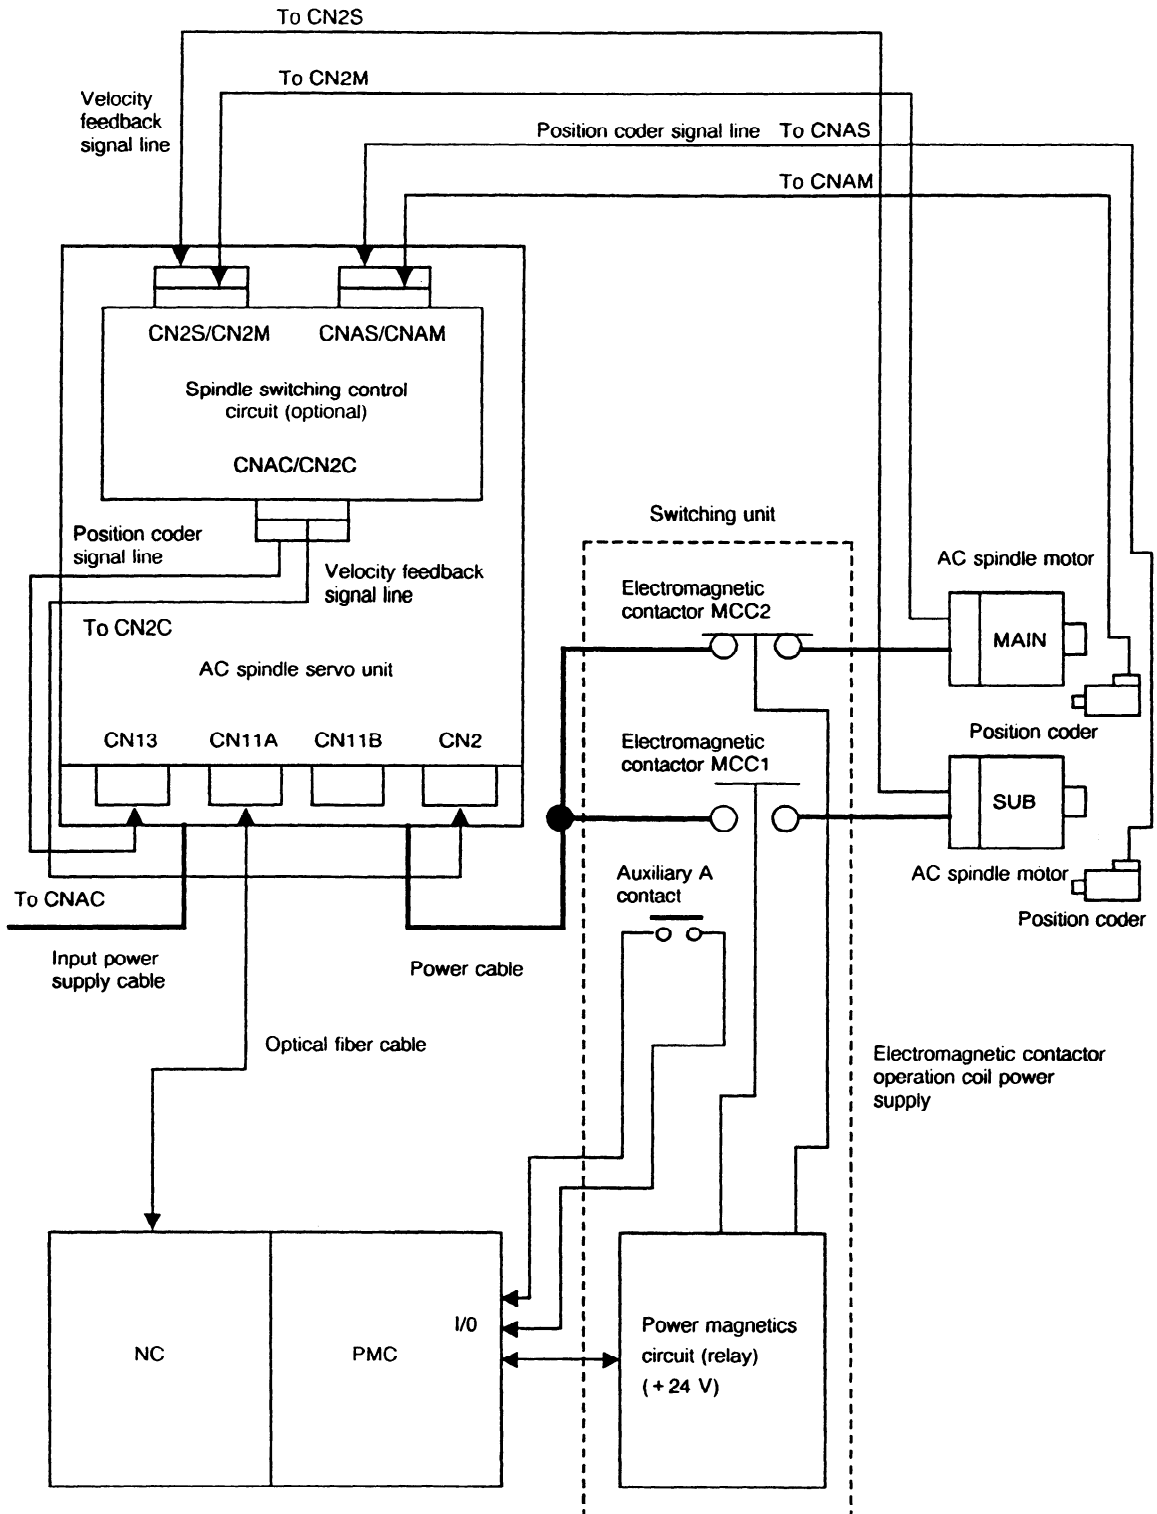 To CN2S
To CN2M
Velocity
feedback
signal line
Position coder signal line To CNAS
To CNAM
CN2S/CN2M
CNAS/CNAM
Spindle switching control
circuit (optional)
CNAC/CN2C
Position coder
signal line
Velocity feedback
signal line
To CN2C
AC spindle servo unit
CN13
CN11A
CN11B
CN2
To CNAC
Input power
supply cable
Power cable
Optical fiber cable
Switching unit
Electromagnetic
contactor MCC2
Electromagnetic
contactor MCC1
Auxiliary A
contact
AC spindle motor
MAIN
Position coder
SUB
AC spindle motor
Position coder
Electromagnetic contactor
operation coil power
supply
NC
PMC
I/0
Power magnetics
circuit (relay)
(+24 V)